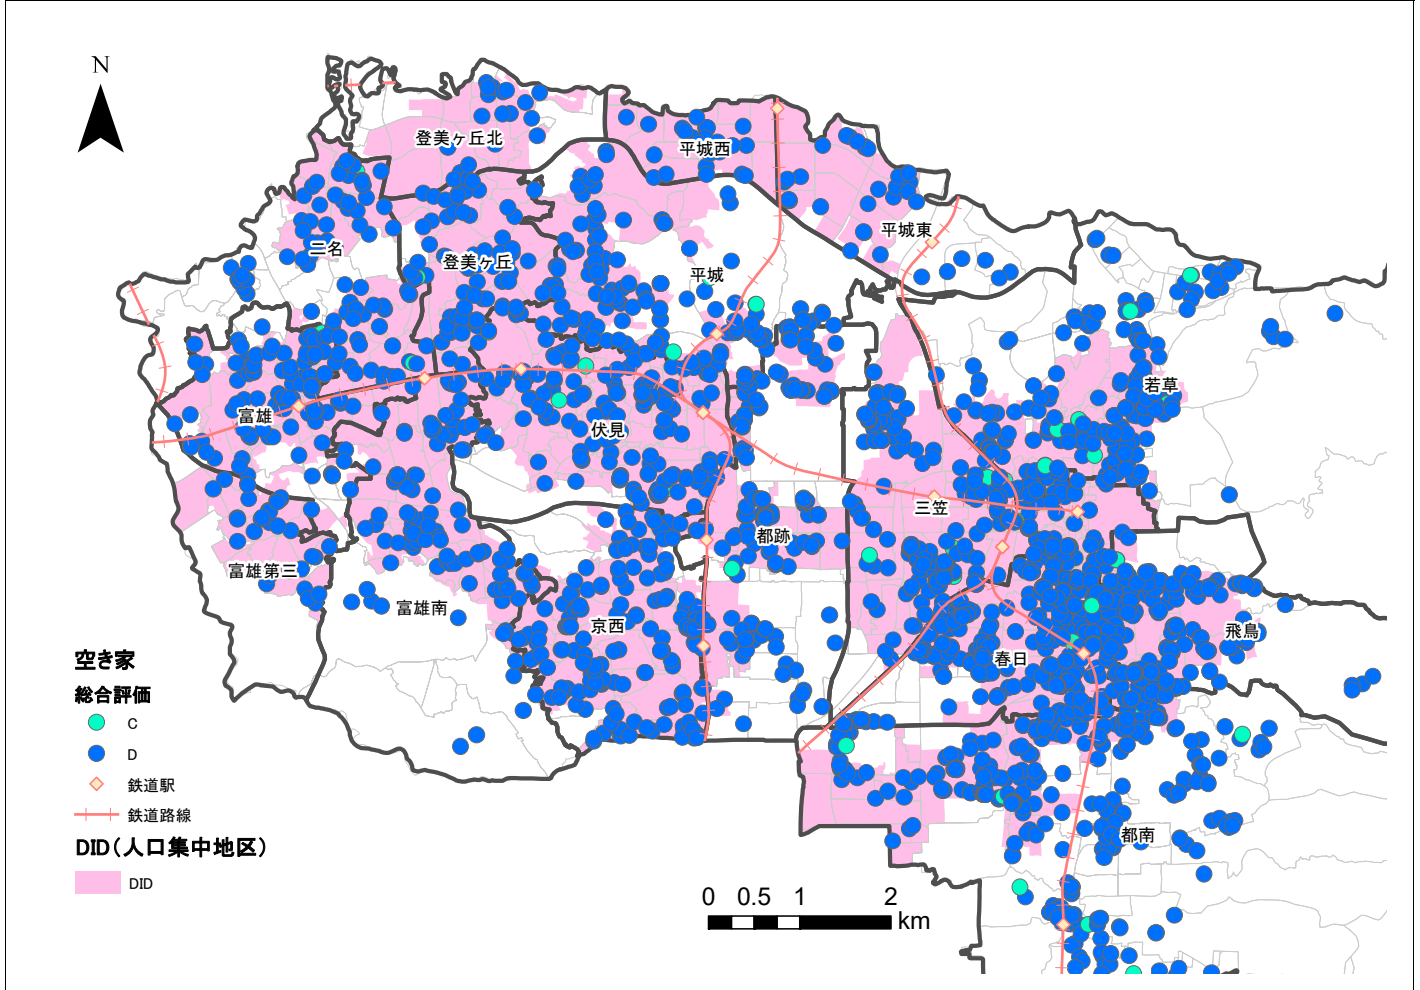 N
登美ヶ丘北
平城西
平城東
二名
登美ヶ丘
平城
若草
富雄
伏見
三笠
都跡
富雄第三
富雄南
京西
飛鳥
春日
都南
空き家
総合評価
C
D
鉄道駅
鉄道路線
DID(人口集中地区)
DID
0 0.5 1 2
km